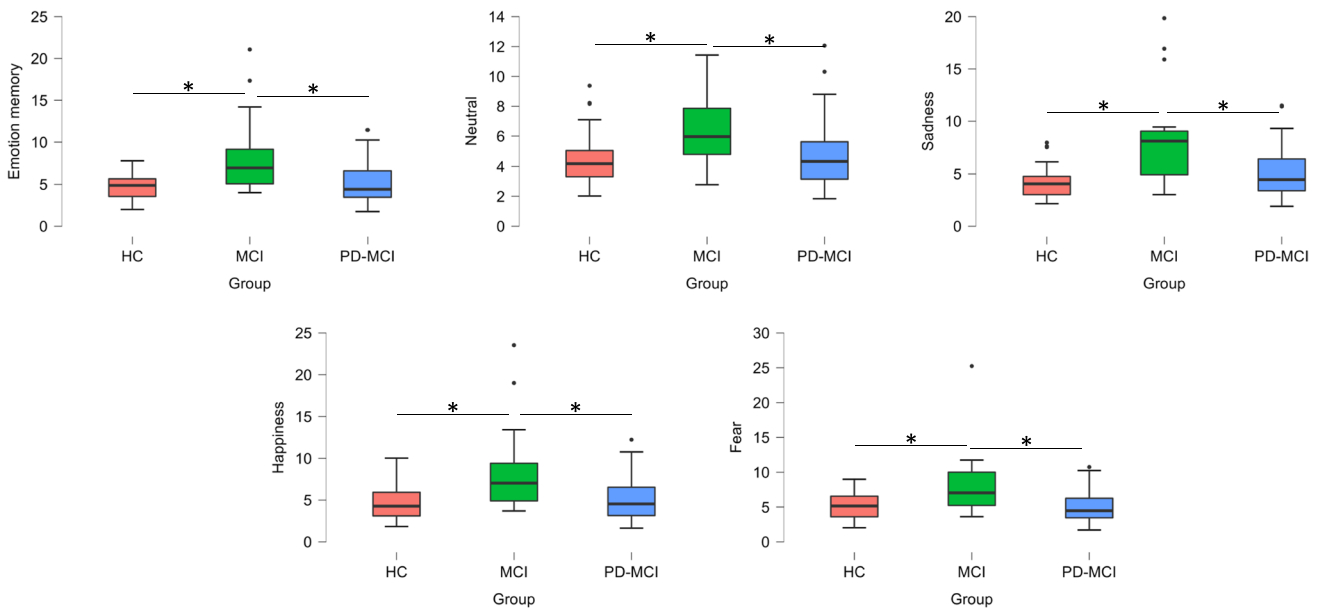 Emotion memory
25
20
15
10
5
0
*
*
HC MCI PD-MCI
Group
Neutral
14
12
10
8
6
4
2
0
*
*
HC MCI PD-MCI
Group
Sadness
20
15
10
5
0
*
*
HC MCI PD-MCI
Group
Happiness
25
20
15
10
5
0
*
*
HC MCI PD-MCI
Group
Fear
30
25
20
15
10
5
0
*
*
HC MCI PD-MCI
Group